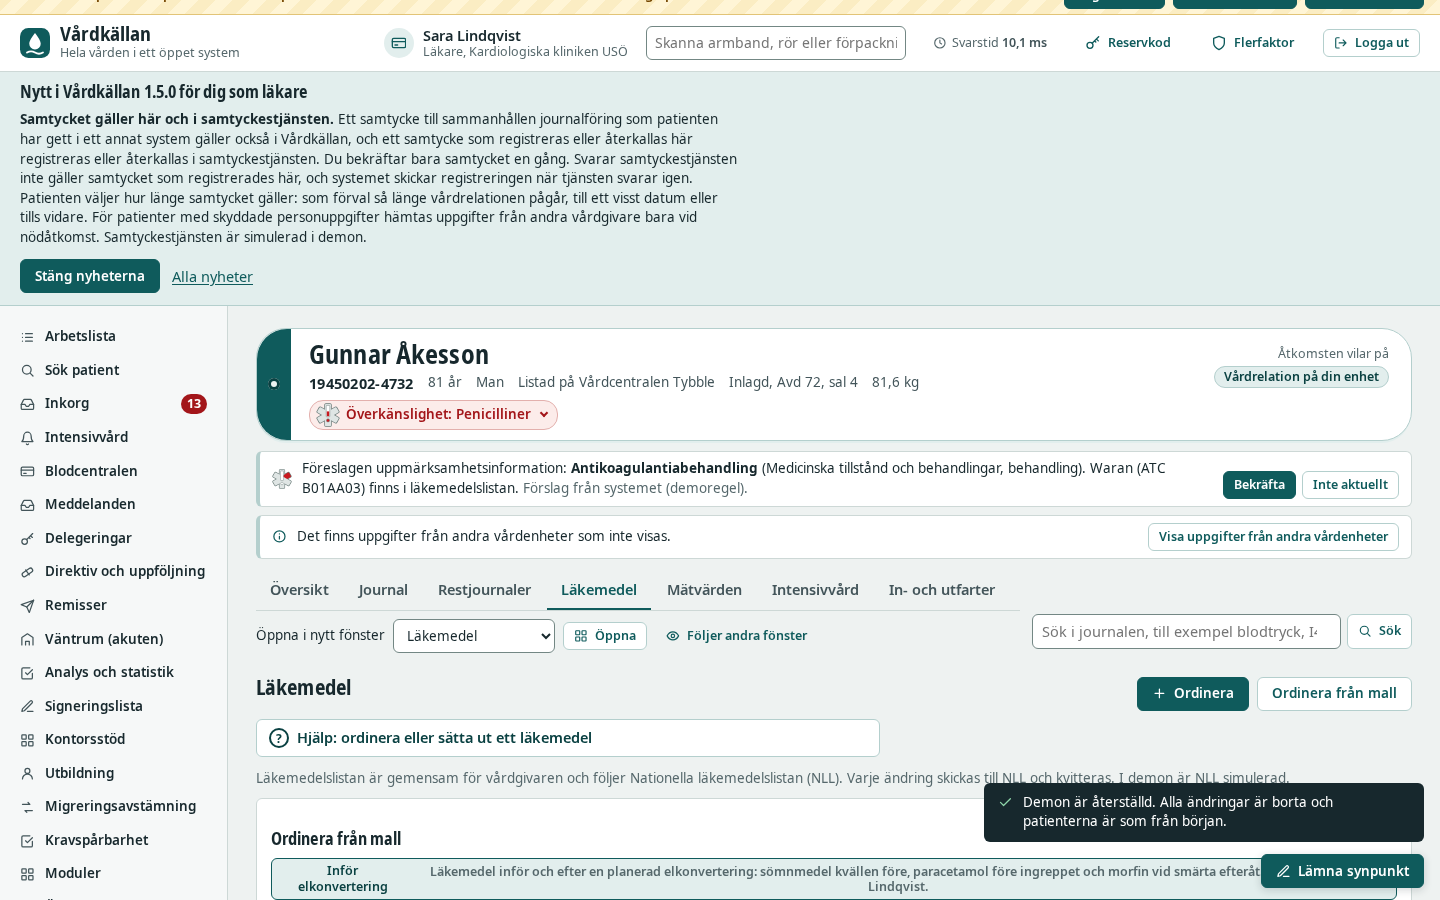 Vårdkällan
Hela vården i ett öppet system
Sara Lindqvist
Läkare, Kardiologiska kliniken USÖ
Skanna armband, rör eller förpackni
Svarstid 10,1 ms
Reservkod
Flerfaktor
Logga ut
Nytt i Vårdkällan 1.5.0 för dig som läkare
Samtycket gäller här och i samtyckestjänsten. Ett samtycke till sammanhållen journalföring som patienten
har gett i ett annat system gäller också i Vårdkällan, och ett samtycke som registreras eller återkallas här
registreras eller återkallas i samtyckestjänsten. Du bekräftar bara samtycket en gång. Svarar samtyckestjänsten
inte gäller samtycket som registrerades här, och systemet skickar registreringen när tjänsten svarar igen.
Patienten väljer hur länge samtycket gäller: som förval så länge vårdrelationen pågår, till ett visst datum eller
tills vidare. För patienter med skyddade personuppgifter hämtas uppgifter från andra vårdgivare bara vid
nödåtkomst. Samtyckestjänsten är simulerad i demon.
Stäng nyheterna
Alla nyheter
Arbetslista
Sök patient
Inkorg
13
Intensivvård
Blodcentralen
Meddelanden
Delegeringar
Direktiv och uppföljning
Remisser
Väntrum (akuten)
Analys och statistik
Signeringslista
Kontorsstöd
Utbildning
Migreringsavstämning
Kravspårbarhet
Moduler
Gunnar Åkesson
19450202-4732 81 år Man Listad på Vårdcentralen Tybble Inlagd, Avd 72, sal 4 81,6 kg
Överkänslighet: Penicilliner
Åtkomsten vilar på
Vårdrelation på din enhet
Föreslagen uppmärksamhetsinformation: Antikoagulantiabehandling (Medicinska tillstånd och behandlingar, behandling). Waran (ATC
B01AA03) finns i läkemedelslistan. Förslag från systemet (demoregel).
Bekräfta
Inte aktuellt
Det finns uppgifter från andra vårdenheter som inte visas.
Visa uppgifter från andra vårdenheter
Översikt
Journal
Restjournaler
Läkemedel
Mätvärden
Intensivvård
In- och utfarter
Öppna i nytt fönster
Läkemedel
Öppna
Följer andra fönster
Sök i journalen, till exempel blodtryck, I
Sök
Läkemedel
Ordinera
Ordinera från mall
? Hjälp: ordinera eller sätta ut ett läkemedel
Läkemedelslistan är gemensam för vårdgivaren och följer Nationella läkemedelslistan (NLL). Varje ändring skickas till NLL och kvitteras. I demon är NLL simulerad.
Demon är återställd. Alla ändringar är borta och
patienterna är som från början.
Ordinera från mall
Inför
elkonvertering
Läkemedel inför och efter en planerad elkonvertering: sömnmedel kvällen före, paracetamol före ingreppet och morfin vid smärta efteråt
Lindqvist.
Lämna synpunkt